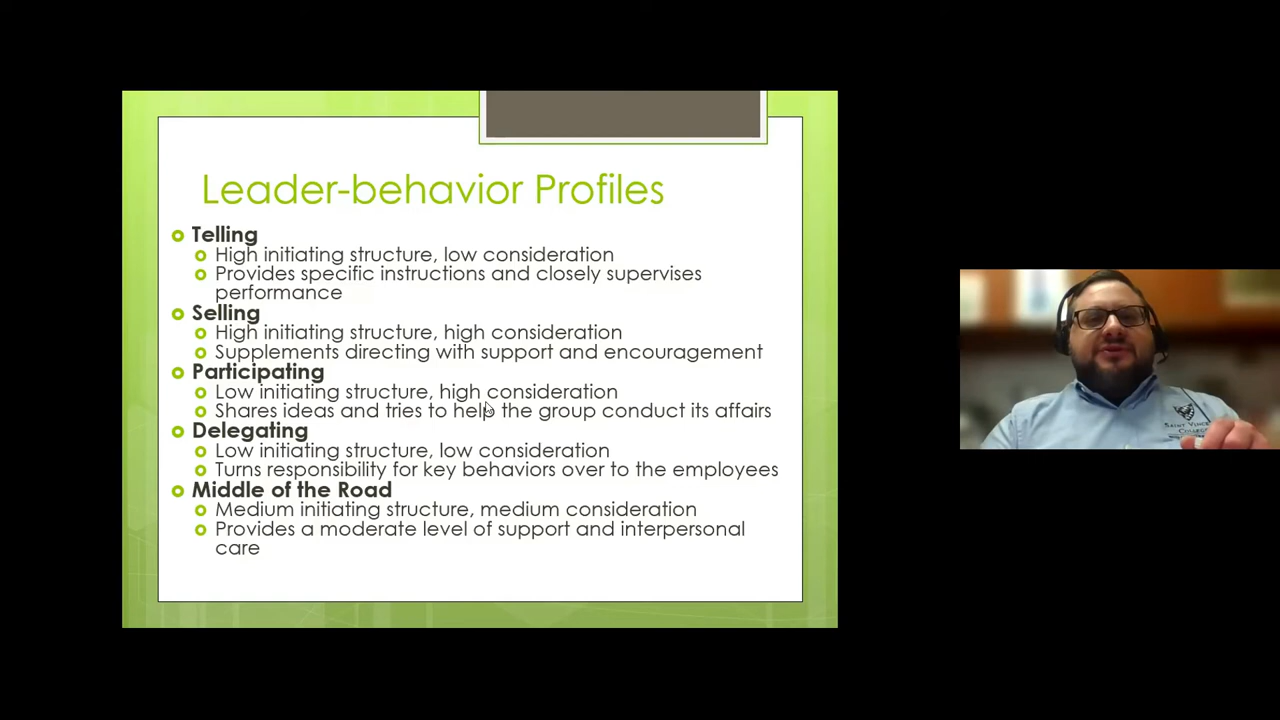 Leader-behavior Profiles
Telling
High initiating structure, low consideration
Provides specific instructions and closely supervises
performance
Selling
High initiating structure, high consideration
Supplements directing with support and encouragement
Participating
Low initiating structure, high consideration
Shares ideas and tries to help the group conduct its affairs
Delegating
Low initiating structure, low consideration
Turns responsibility for key behaviors over to the employees
Middle of the Road
Medium initiating structure, medium consideration
Provides a moderate level of support and interpersonal
care
SAINT VINCENT
COLLEGE